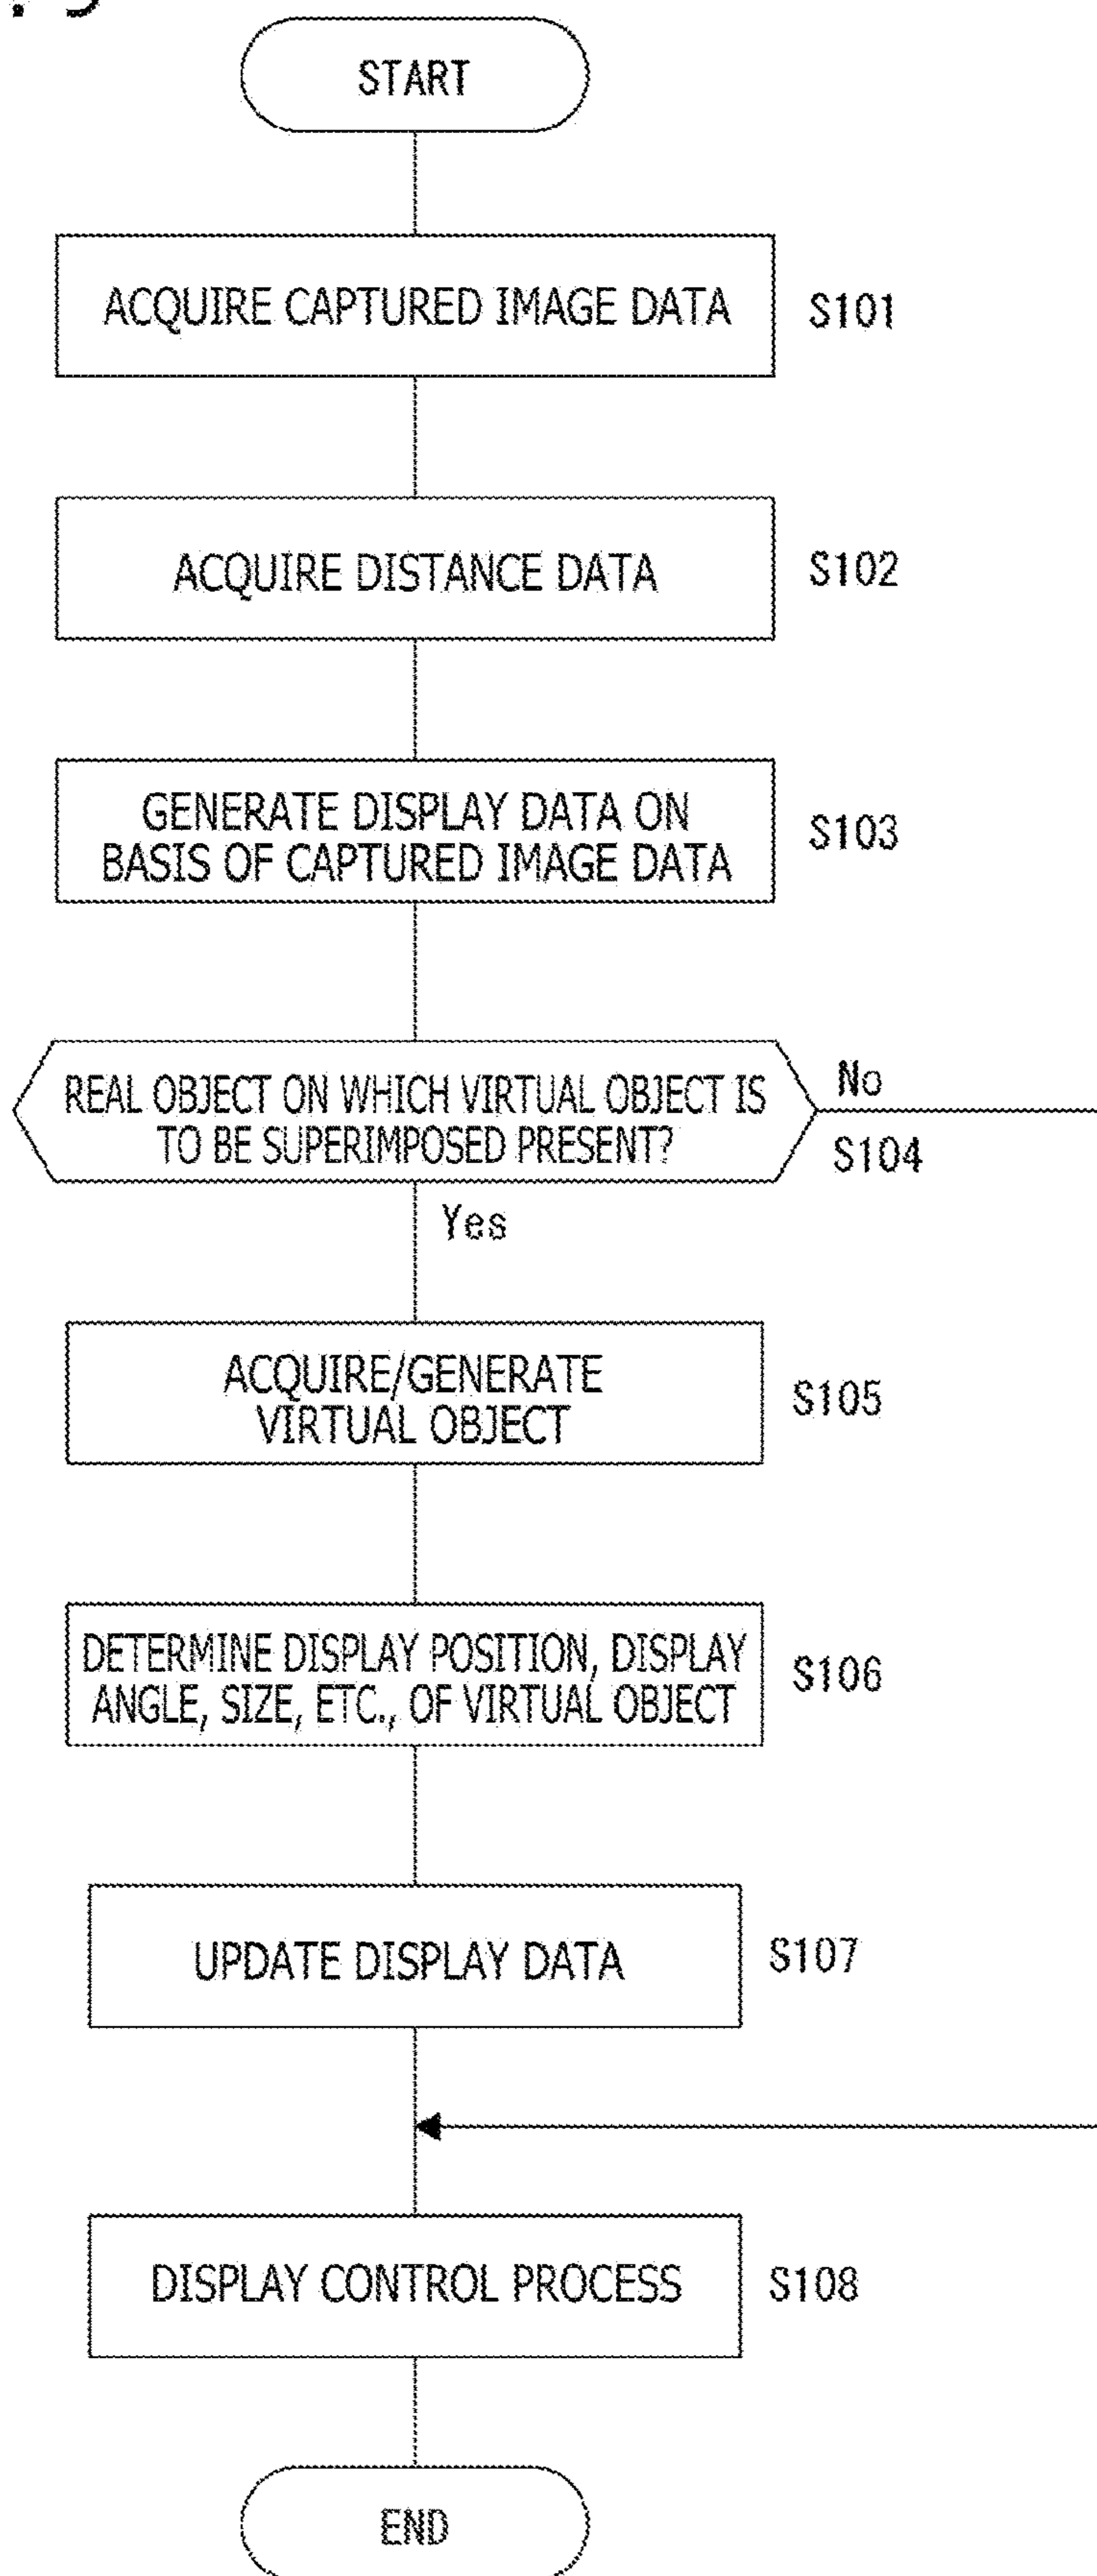 START
ACQUIRE CAPTURED IMAGE DATA
S101
ACQUIRE DISTANCE DATA
S102
GENERATE DISPLAY DATA ON
BASIS OF CAPTURED IMAGE DATA
S103
REAL OBJECT ON WHICH VIRTUAL OBJECT IS
TO BE SUPERIMPOSED PRESENT?
No
S104
Yes
ACQUIRE/GENERATE
VIRTUAL OBJECT
S105
DETERMINE DISPLAY POSITION, DISPLAY
ANGLE, SIZE, ETC., OF VIRTUAL OBJECT
S106
UPDATE DISPLAY DATA
S107
DISPLAY CONTROL PROCESS
S108
END